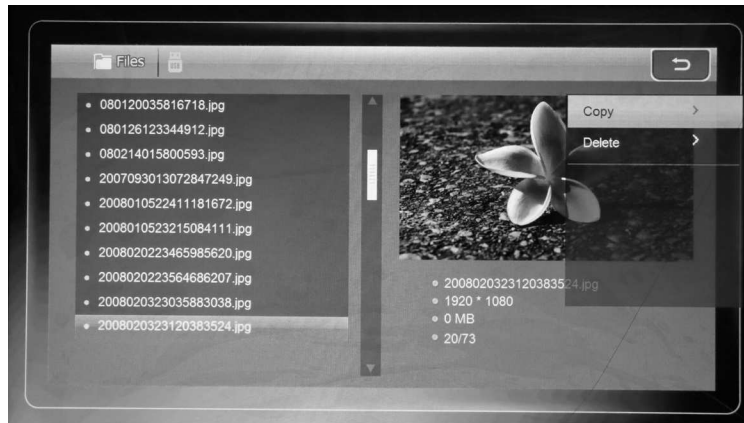 Files
USB
080120035816718.jpg
080126123344912.jpg
080214015800593.jpg
2007093013072847249.jpg
2008010522411181672.jpg
2008010523215084111.jpg
2008020223465985620.jpg
2008020223564686207.jpg
2008020323035883038.jpg
2008020323120383524.jpg
Copy
Delete
2008020323120383524.jpg
1920 * 1080
0 MB
20/73